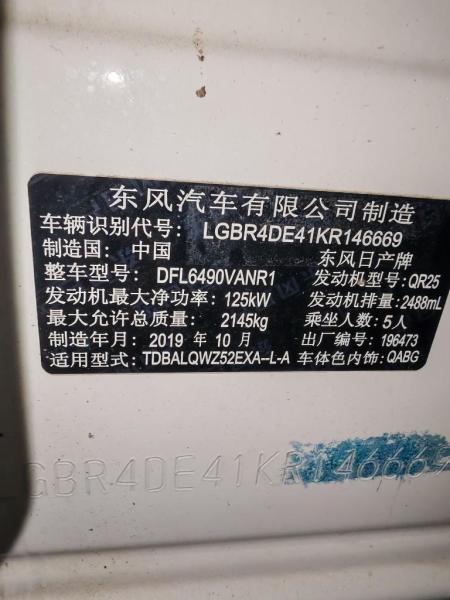 东风汽车有限公司制造
车辆识别代号: LGBR4DE41KR146669
制造国: 中国 东风日产牌
整车型号: DFL6490VANR1 发动机型号: QR25
发动机最大净功率: 125kW 发动机排量: 2488mL
最大允许总质量: 2145kg 乘坐人数: 5人
制造年月: 2019 年 10 月 出厂编号: 196473
适用型式: TDBALQWZ52EXA--L-A 车体色内饰: QABG
GBR4DE41KR146669